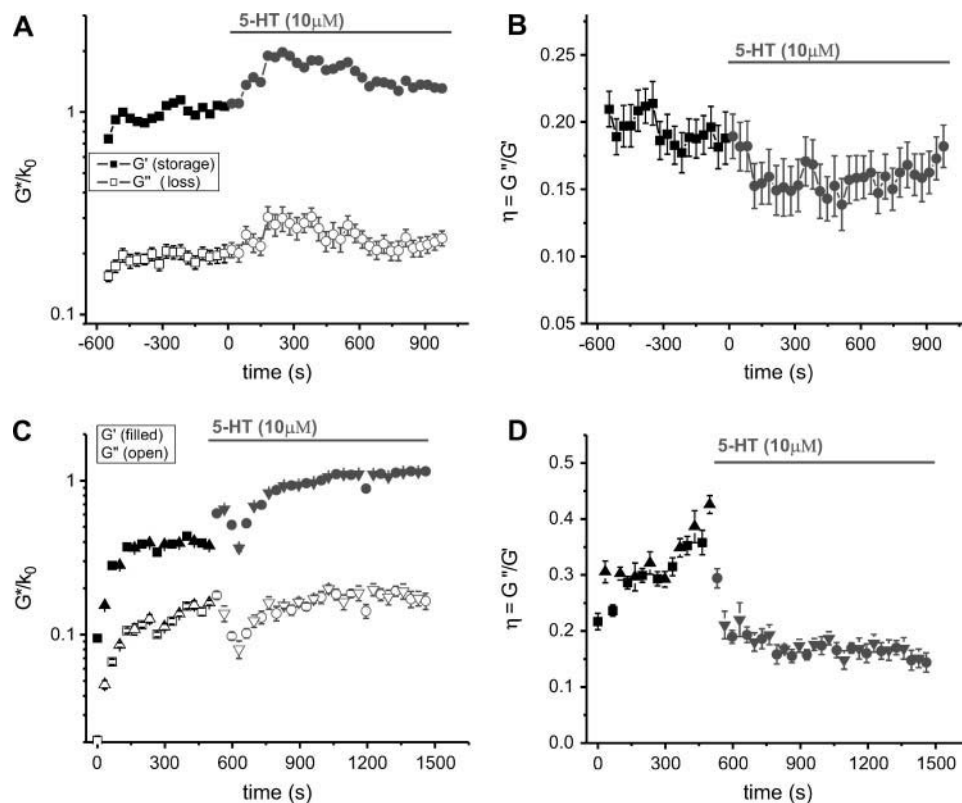 A
5-HT (10µM)
1
G*/k0
G' (storage)
G" (loss)
0.1
-600 -300 0 300 600 900
time (s)
B
5-HT (10µM)
0.25
0.20
η = G"/G'
0.15
0.10
0.05
-600 -300 0 300 600 900
time (s)
C
G' (filled)
G" (open)
5-HT (10µM)
1
G*/k0
0.1
0 300 600 900 1200 1500
time (s)
D
5-HT (10µM)
0.5
0.4
η = G"/G'
0.3
0.2
0.1
0 300 600 900 1200 1500
time (s)